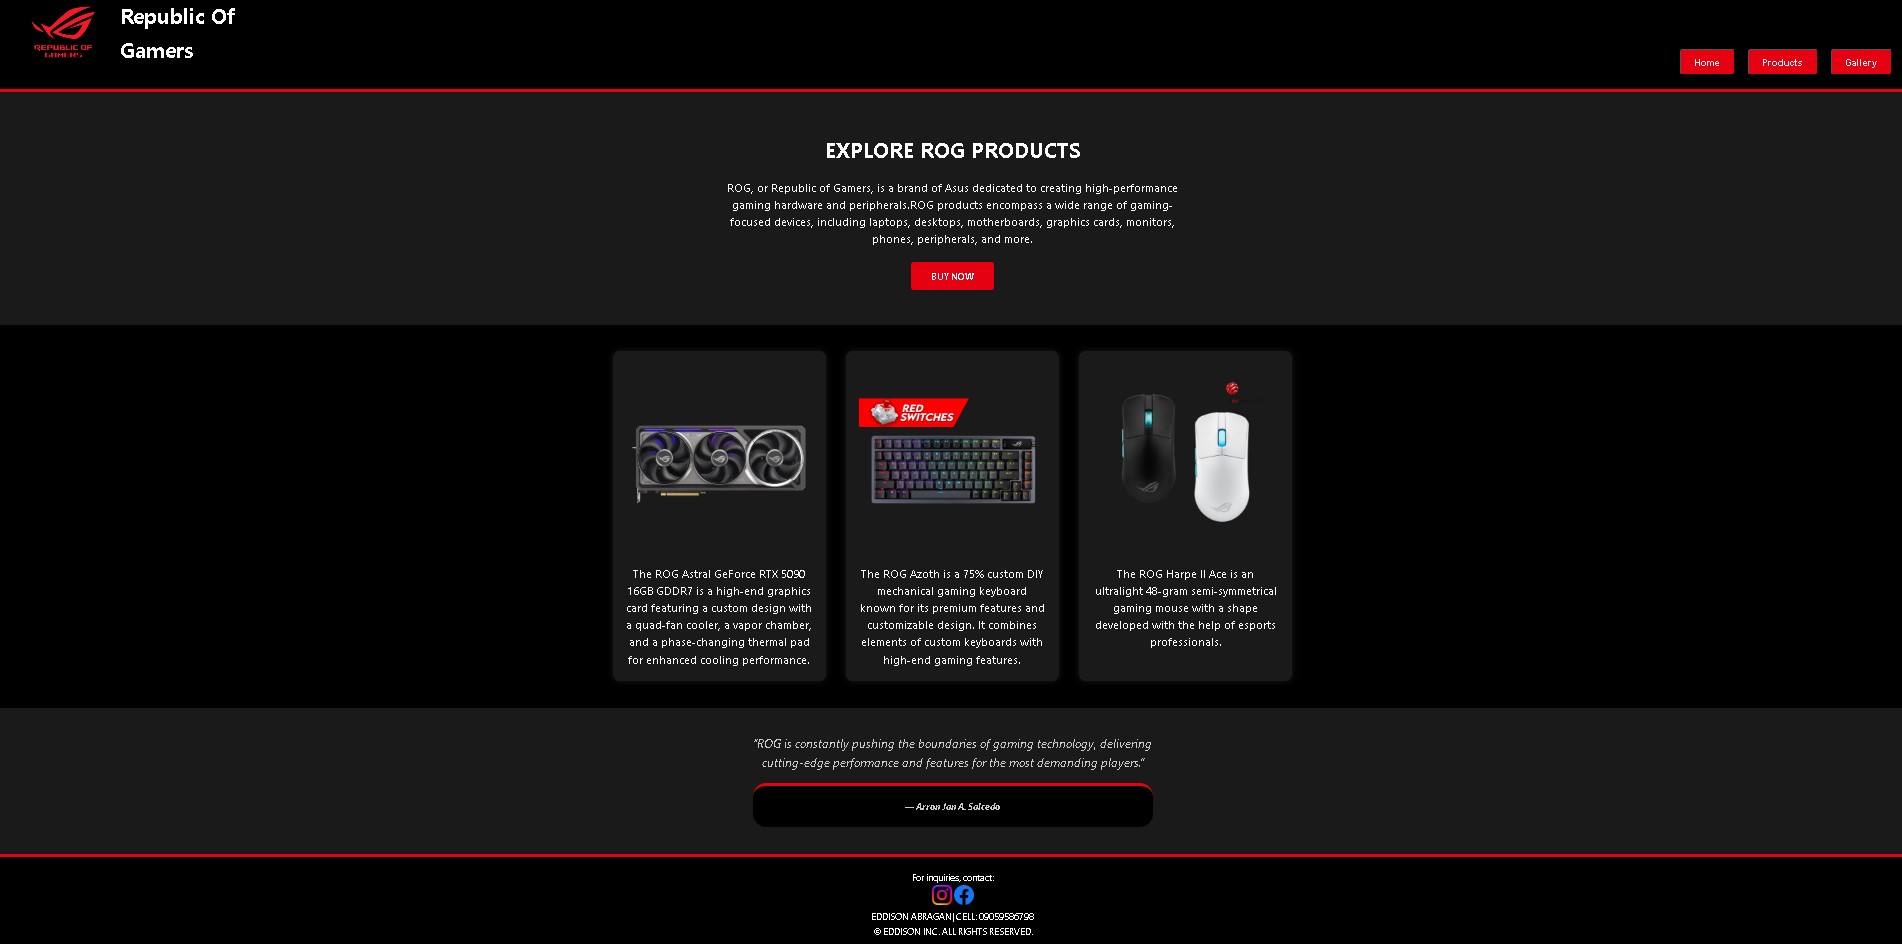 REPUBLIC OF
GAMERS
Republic Of
Gamers
Home
Products
Gallery
EXPLORE ROG PRODUCTS
ROG, or Republic of Gamers, is a brand of Asus dedicated to creating high-performance
gaming hardware and peripherals.ROG products encompass a wide range of gaming-
focused devices, including laptops, desktops, motherboards, graphics cards, monitors,
phones, peripherals, and more.
BUY NOW
RED
SWITCHES
The ROG Astral GeForce RTX 5090
16GB GDDR7 is a high-end graphics
card featuring a custom design with
a quad-fan cooler, a vapor chamber,
and a phase-changing thermal pad
for enhanced cooling performance.
The ROG Azoth is a 75% custom DIY
mechanical gaming keyboard
known for its premium features and
customizable design. It combines
elements of custom keyboards with
high-end gaming features.
The ROG Harpe II Ace is an
ultralight 48-gram semi-symmetrical
gaming mouse with a shape
developed with the help of esports
professionals.
"ROG is constantly pushing the boundaries of gaming technology, delivering
cutting-edge performance and features for the most demanding players."
— Arron Jan A. Salcedo
For inquiries, contact:
EDDISON ABRAGAN | CELL: 09059586798
© EDDISON INC. ALL RIGHTS RESERVED.